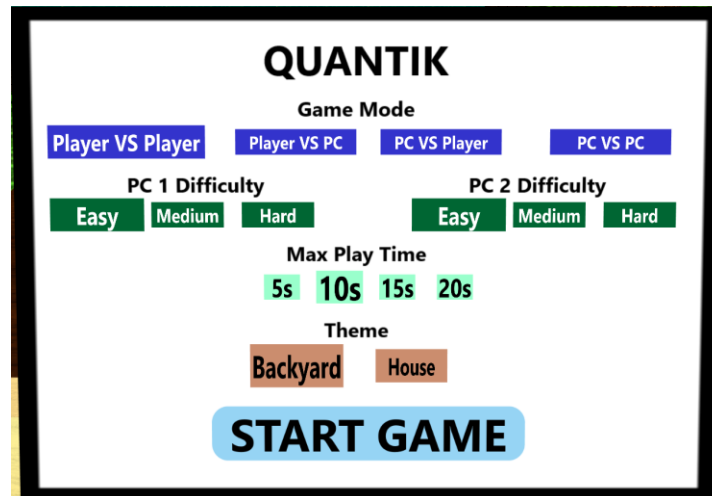 QUANTIK
Game Mode
Player VS Player Player VS PC PC VS Player PC VS PC
PC 1 Difficulty PC 2 Difficulty
Easy Medium Hard Easy Medium Hard
Max Play Time
5s 10s 15s 20s
Theme
Backyard House
START GAME